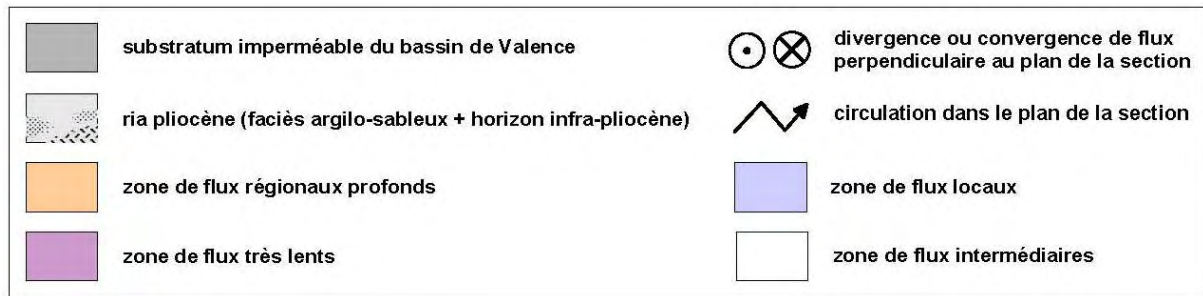 substratum imperméable du bassin de Valence
ria pliocène (faciès argilo-sableux + horizon infra-pliocène)
zone de flux régionaux profonds
zone de flux très lents
divergence ou convergence de flux
perpendiculaire au plan de la section
circulation dans le plan de la section
zone de flux locaux
zone de flux intermédiaires